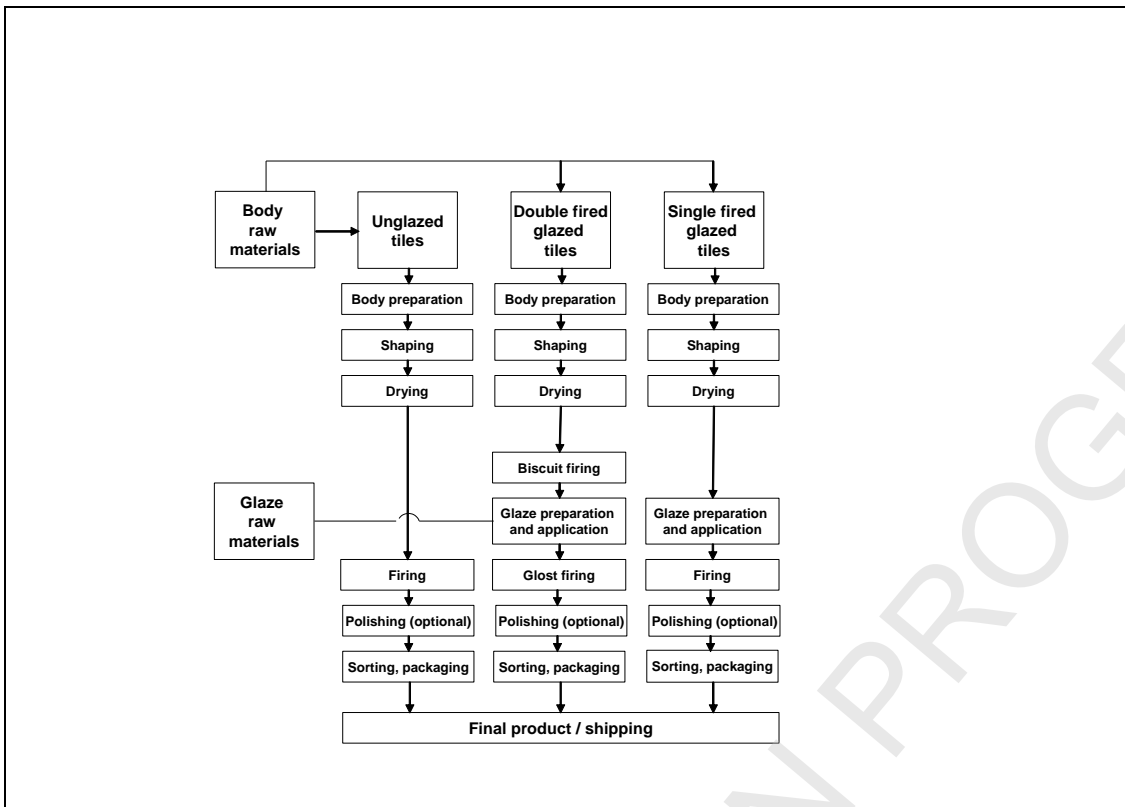 Body
raw
materials
Unglazed
tiles
Double fired
glazed
tiles
Single fired
glazed
tiles
Body preparation
Body preparation
Body preparation
Shaping
Shaping
Shaping
Drying
Drying
Drying
Biscuit firing
Glaze
raw
materials
Glaze preparation
and application
Glaze preparation
and application
Firing
Glost firing
Firing
Polishing (optional)
Polishing (optional)
Polishing (optional)
Sorting, packaging
Sorting, packaging
Sorting, packaging
Final product / shipping